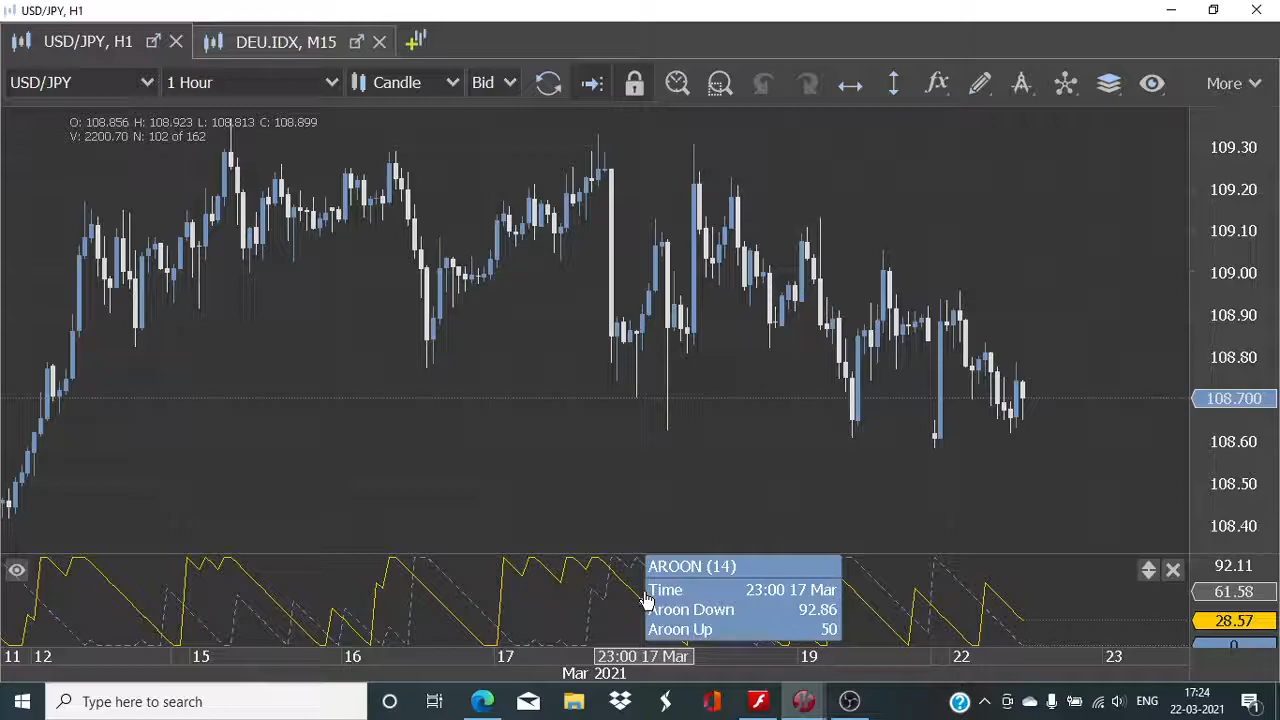 USD/JPY, H1
USD/JPY, H1
DEU.IDX, M15
USD/JPY
1 Hour
Candle
Bid
More
O: 108.856 H: 108.923 L: 108.813 C: 108.899
V: 2200.70 N: 102 of 162
109.30
109.20
109.10
109.00
108.90
108.80
108.700
108.60
108.50
108.40
AROON (14)
Time 23:00 17 Mar
Aroon Down 92.86
Aroon Up 50
92.11
61.58
28.57
0
11 12 15 16 17 23:00 17 Mar 19 22 23
Mar 2021
Type here to search
ENG
17:24
22-03-2021
1